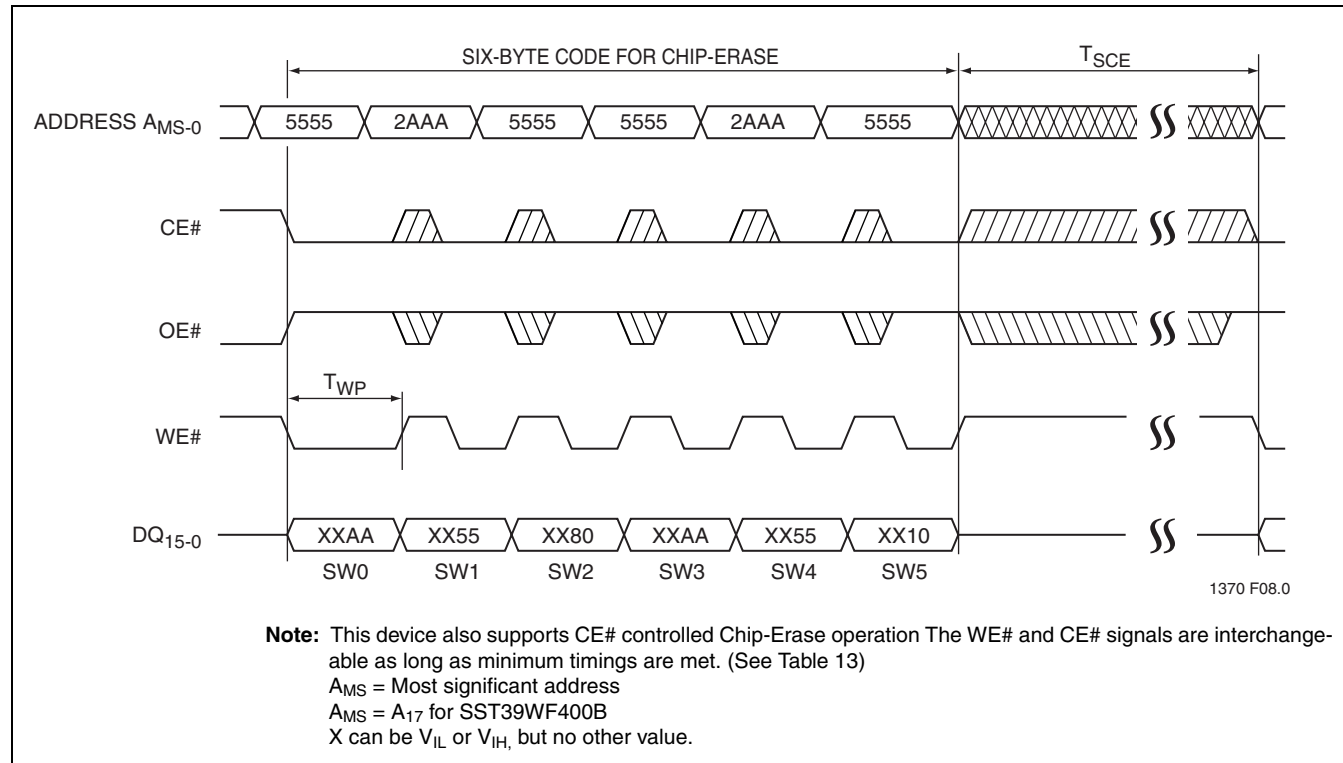 SIX-BYTE CODE FOR CHIP-ERASE
TSCE
ADDRESS AMS-0
5555 2AAA 5555 5555 2AAA 5555
CE#
OE#
TWP
WE#
DQ15-0
XXAA XX55 XX80 XXAA XX55 XX10
SW0 SW1 SW2 SW3 SW4 SW5
1370 F08.0
Note: This device also supports CE# controlled Chip-Erase operation The WE# and CE# signals are interchange-
able as long as minimum timings are met. (See Table 13)
AMS = Most significant address
AMS = A17 for SST39WF400B
X can be VIL or VIH, but no other value.